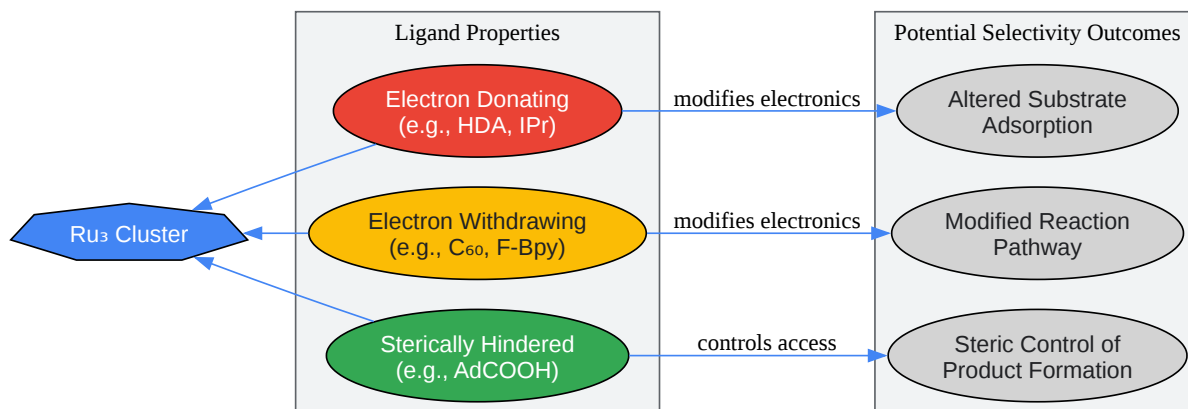 Ligand Properties
Potential Selectivity Outcomes
Electron Donating
(e.g., HDA, IPr)
modifies electronics
Altered Substrate
Adsorption
Ru₃ Cluster
Electron Withdrawing
(e.g., C₆₀, F-Bpy)
modifies electronics
Modified Reaction
Pathway
Sterically Hindered
(e.g., AdCOOH)
controls access
Steric Control of
Product Formation